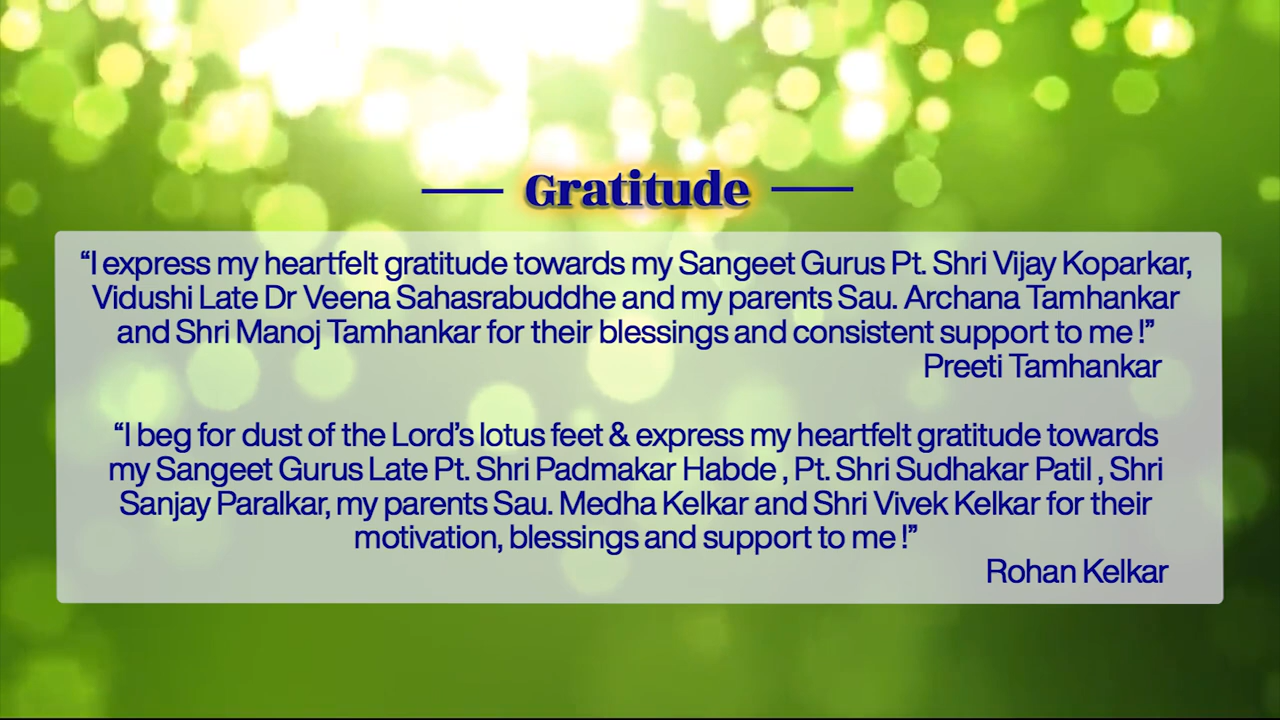 Gratitude
“I express my heartfelt gratitude towards my Sangeet Gurus Pt. Shri Vijay Koparkar,
Vidushi Late Dr Veena Sahasrabuddhe and my parents Sau. Archana Tamhankar
and Shri Manoj Tamhankar for their blessings and consistent support to me !”
Preeti Tamhankar
“I beg for dust of the Lord’s lotus feet & express my heartfelt gratitude towards
my Sangeet Gurus Late Pt. Shri Padmakar Habde , Pt. Shri Sudhakar Patil , Shri
Sanjay Paralkar, my parents Sau. Medha Kelkar and Shri Vivek Kelkar for their
motivation, blessings and support to me !”
Rohan Kelkar